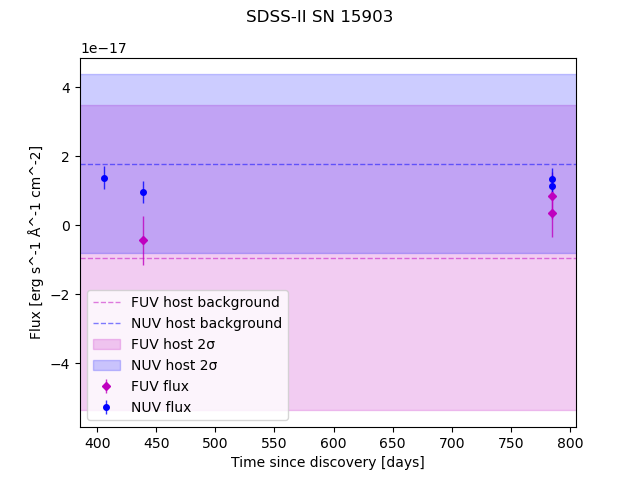 SDSS-II SN 15903
1e−17
4
2
0
−2
−4
Flux [erg s^-1 Å^-1 cm^-2]
FUV host background
NUV host background
FUV host 2σ
NUV host 2σ
FUV flux
NUV flux
400 450 500 550 600 650 700 750 800
Time since discovery [days]